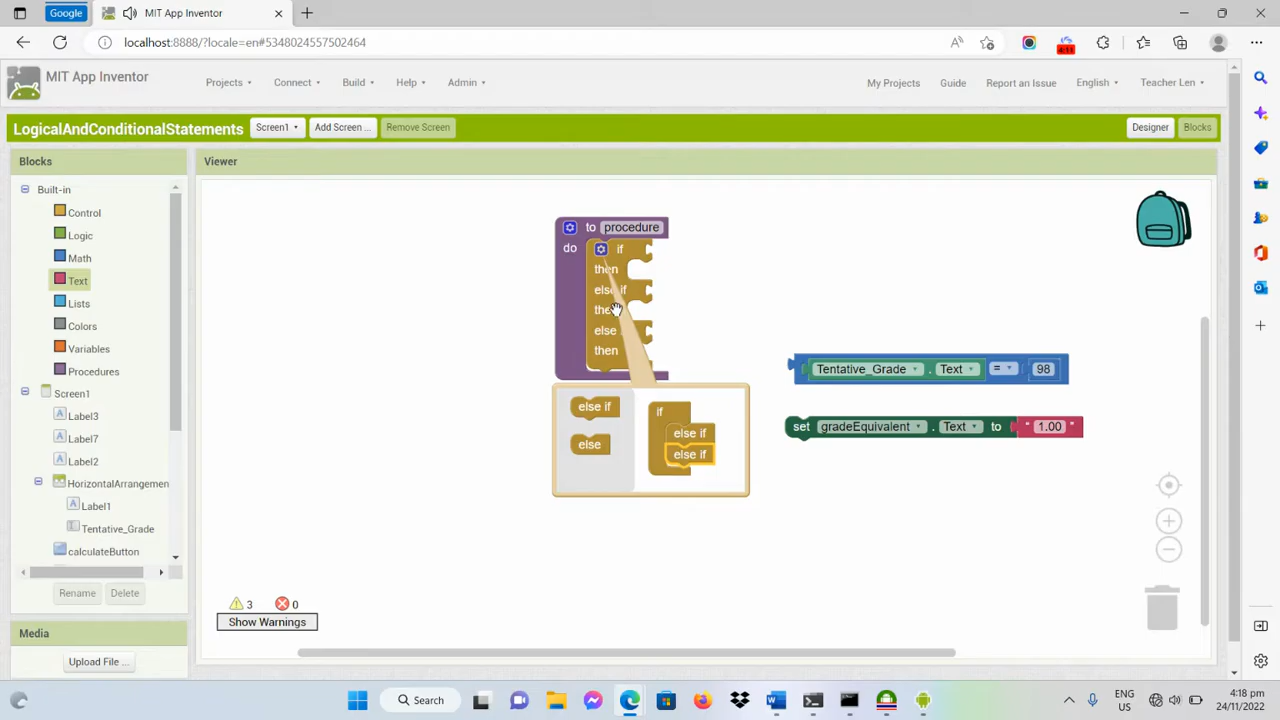 Google
MIT App Inventor
localhost:8888/?locale=en#5348024557502464
4:11
MIT App Inventor
Projects
Connect
Build
Help
Admin
My Projects
Guide
Report an Issue
English
Teacher Len
LogicalAndConditionalStatements
Screen1
Add Screen ...
Remove Screen
Designer
Blocks
Blocks
Viewer
Built-in
Control
Logic
Math
Text
Lists
Colors
Variables
Procedures
Screen1
Label3
Label7
Label2
HorizontalArrangemen
Label1
Tentative_Grade
calculateButton
Rename
Delete
Media
Upload File ...
to procedure
do
if
then
else if
then
else
then
else if
else
if
else if
else if
Tentative_Grade . Text = 98
set gradeEquivalent . Text to “ 1.00 ”
3
0
Show Warnings
Search
ENG
US
4:18 pm
24/11/2022